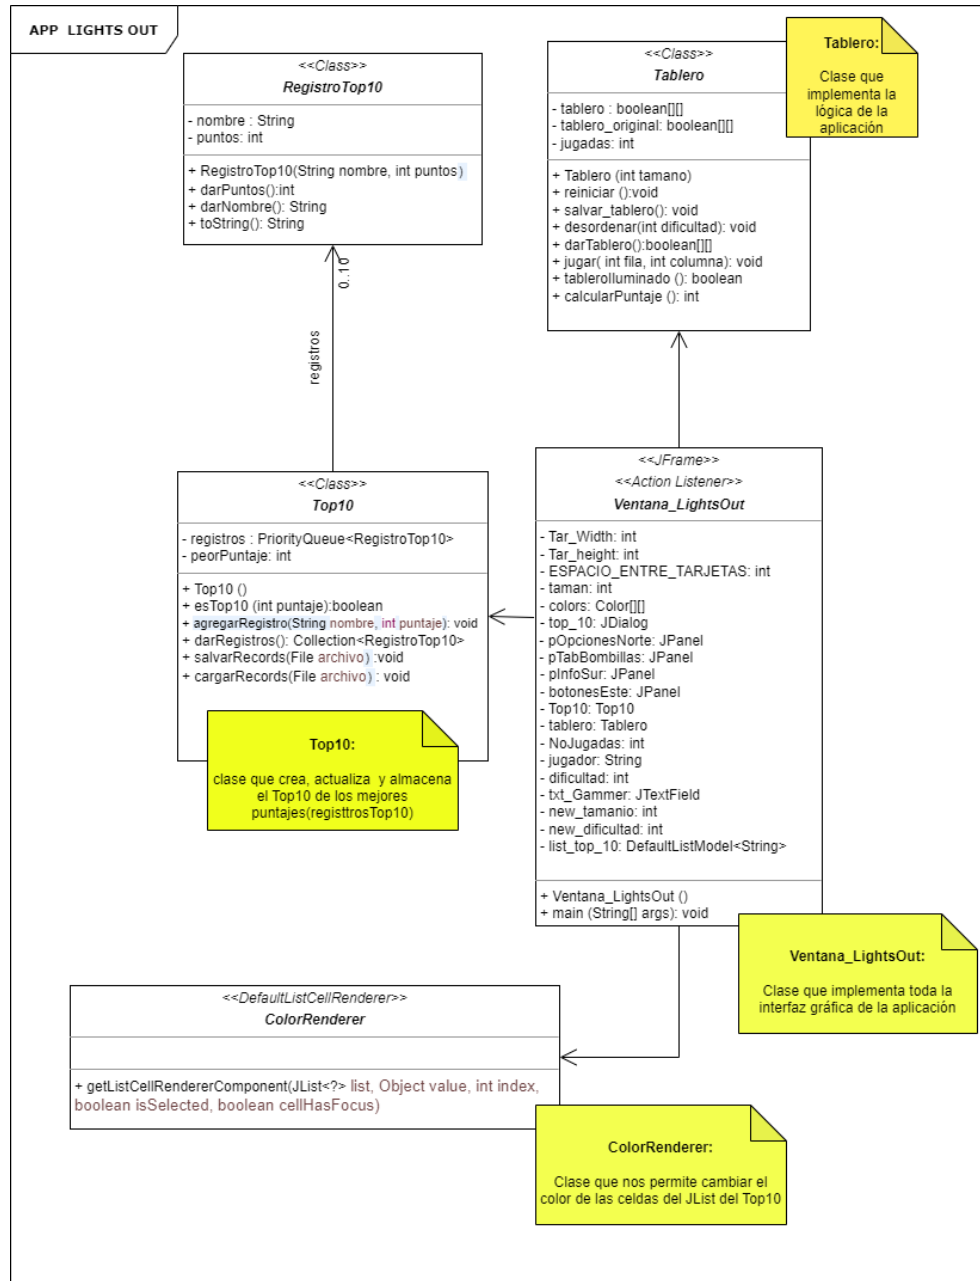 APP LIGHTS OUT
<<Class>>
RegistroTop10
- nombre : String
- puntos: int
+ RegistroTop10(String nombre, int puntos)
+ darPuntos():int
+ darNombre(): String
+ toString(): String
<<Class>>
Tablero
- tablero : boolean[][]
- tablero_original: boolean[][]
- jugadas: int
+ Tablero (int tamano)
+ reiniciar ():void
+ salvar_tablero(): void
+ desordenar(int dificultad): void
+ darTablero():boolean[][]
+ jugar( int fila, int columna): void
+ tableroIluminado (): boolean
+ calcularPuntaje (): int
Tablero:
Clase que
implementa la
lógica de la
aplicación
0..10
registros
<<Class>>
Top10
- registros : PriorityQueue<RegistroTop10>
- peorPuntaje: int
+ Top10 ()
+ esTop10 (int puntaje):boolean
+ agregarRegistro(String nombre, int puntaje): void
+ darRegistros(): Collection<RegistroTop10>
+ salvarRecords(File archivo) :void
+ cargarRecords(File archivo) : void
Top10:
clase que crea, actualiza y almacena
el Top10 de los mejores
puntajes(registtrosTop10)
<<JFrame>>
<<Action Listener>>
Ventana_LightsOut
- Tar_Width: int
- Tar_height: int
- ESPACIO_ENTRE_TARJETAS: int
- taman: int
- colors: Color[][]
- top_10: JDialog
- pOpcionesNorte: JPanel
- pTabBombillas: JPanel
- pInfoSur: JPanel
- botonesEste: JPanel
- Top10: Top10
- tablero: Tablero
- NoJugadas: int
- jugador: String
- dificultad: int
- txt_Gammer: JTextField
- new_tamanio: int
- new_dificultad: int
- list_top_10: DefaultListModel<String>
+ Ventana_LightsOut ()
+ main (String[] args): void
Ventana_LightsOut:
Clase que implementa toda la
interfaz gráfica de la aplicación
<<DefaultListCellRenderer>>
ColorRenderer
+ getListCellRendererComponent(JList<?> list, Object value, int index,
boolean isSelected, boolean cellHasFocus)
ColorRenderer:
Clase que nos permite cambiar el
color de las celdas del JList del Top10